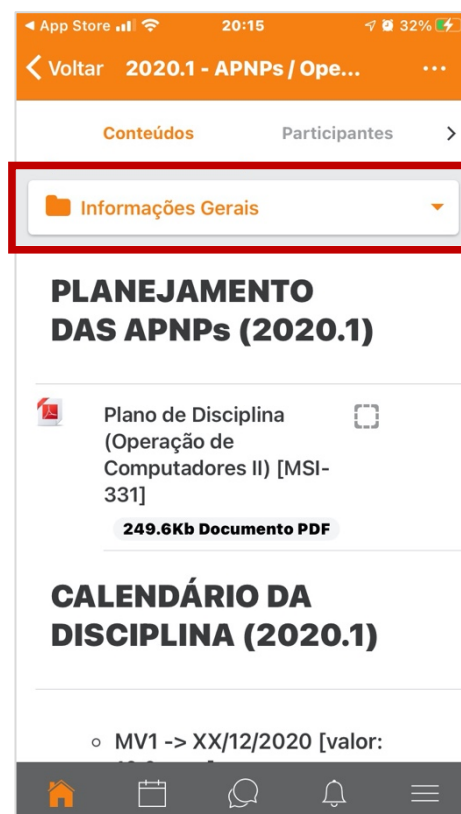 App Store 20:15 32%
Voltar 2020.1 - APNPs / Ope... ...
Conteúdos Participantes
Informações Gerais
PLANEJAMENTO
DAS APNPs (2020.1)
Plano de Disciplina
(Operação de
Computadores II) [MSI-
331]
249.6Kb Documento PDF
CALENDÁRIO DA
DISCIPLINA (2020.1)
MV1 -> XX/12/2020 [valor: